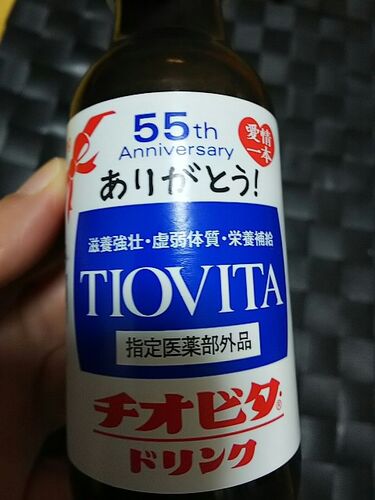 55th
Anniversary
愛情
一本
ありがとう!
滋養強壮・虚弱体質・栄養補給
TIOVITA
指定医薬部外品
チオビタ®
ドリンク